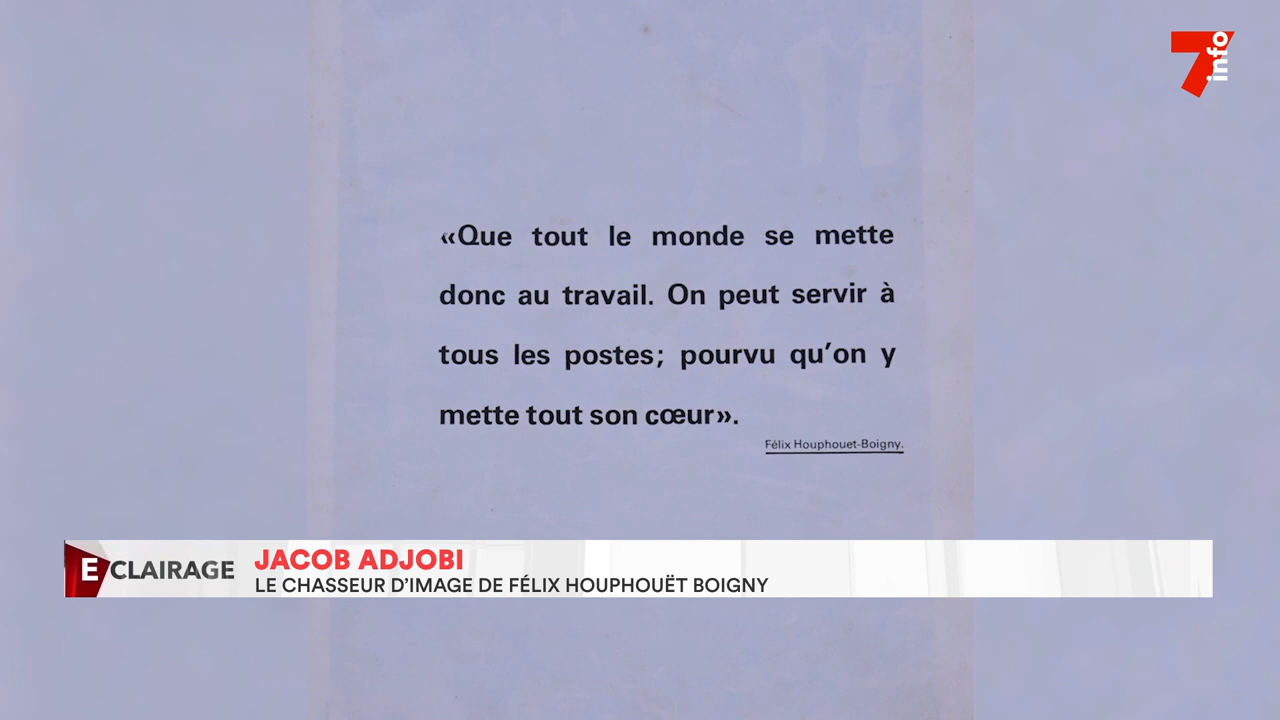 7info
«Que tout le monde se mette
donc au travail. On peut servir à
tous les postes; pourvu qu'on y
mette tout son cœur».
Félix Houphouet-Boigny.
ECLAIRAGE
JACOB ADJOBI
LE CHASSEUR D'IMAGE DE FÉLIX HOUPHOUËT BOIGNY